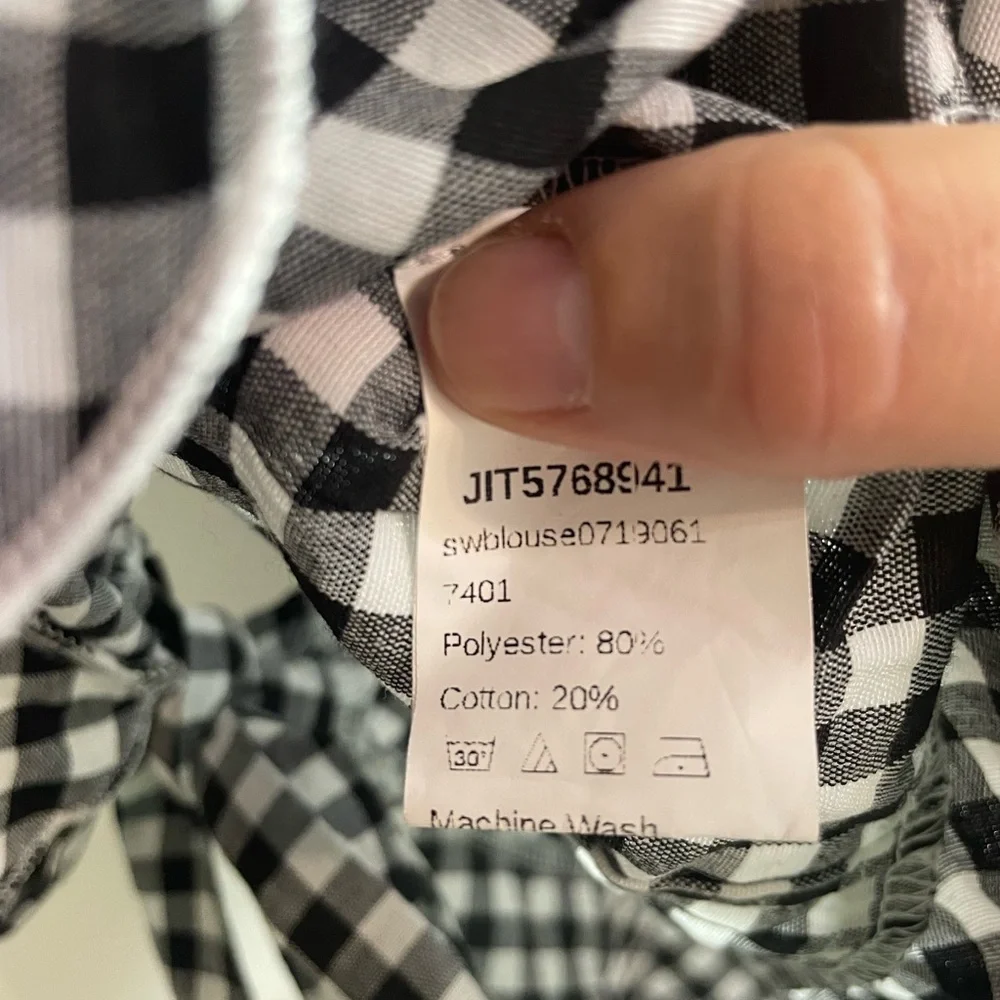 JIT5768941
swblouse0719061
7401
Polyester: 80%
Cotton: 20%
30°
Machine Wash